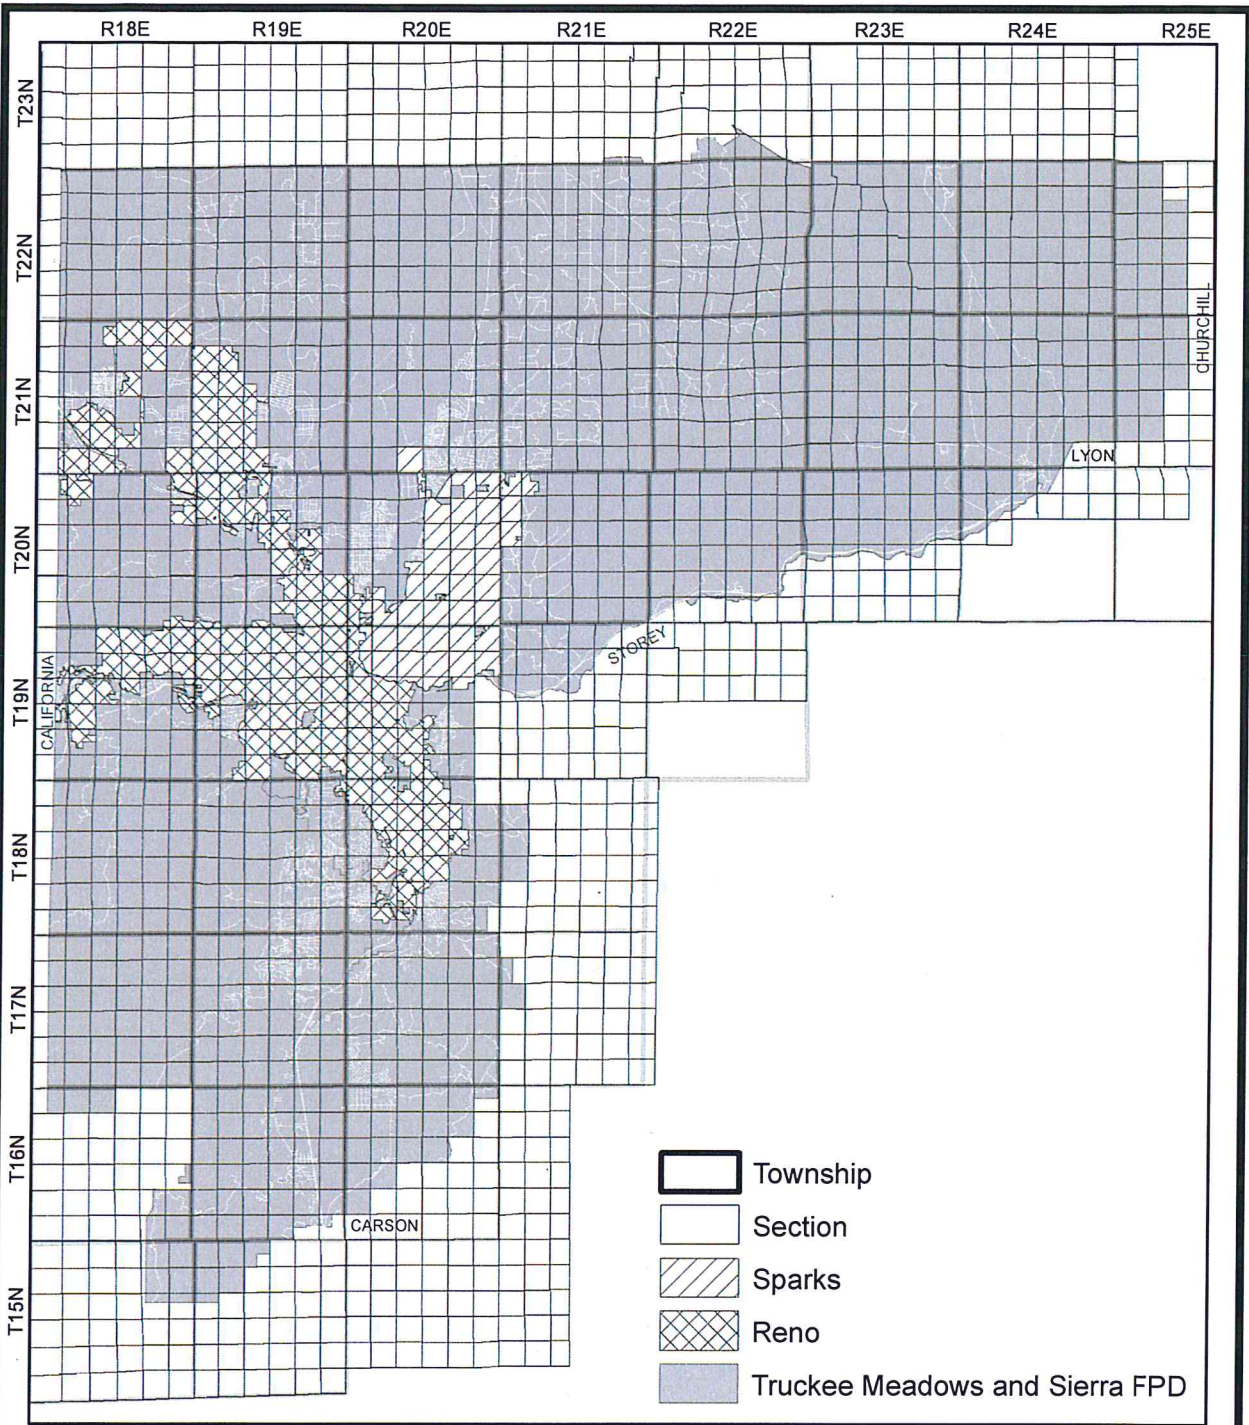 R18E R19E R20E R21E R22E R23E R24E R25E
T23N
T22N
CHURCHILL
T21N
LYON
T20N
STOREY
CALIFORNIA
T19N
T18N
T17N
T16N
CARSON
T15N
Township
Section
Sparks
Reno
Truckee Meadows and Sierra FPD